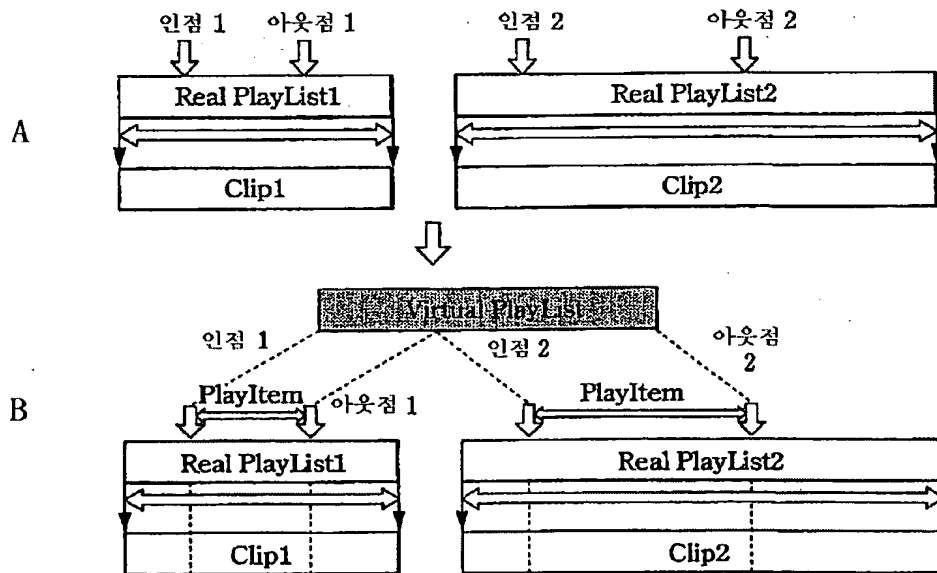 인점 1 아웃점 1 인점 2 아웃점 2
Real PlayList1 Real PlayList2
A
Clip1 Clip2
Virtual PlayList
인점 1 인점 2 아웃점
2
PlayItem PlayItem
B 아웃점 1
Real PlayList1 Real PlayList2
Clip1 Clip2